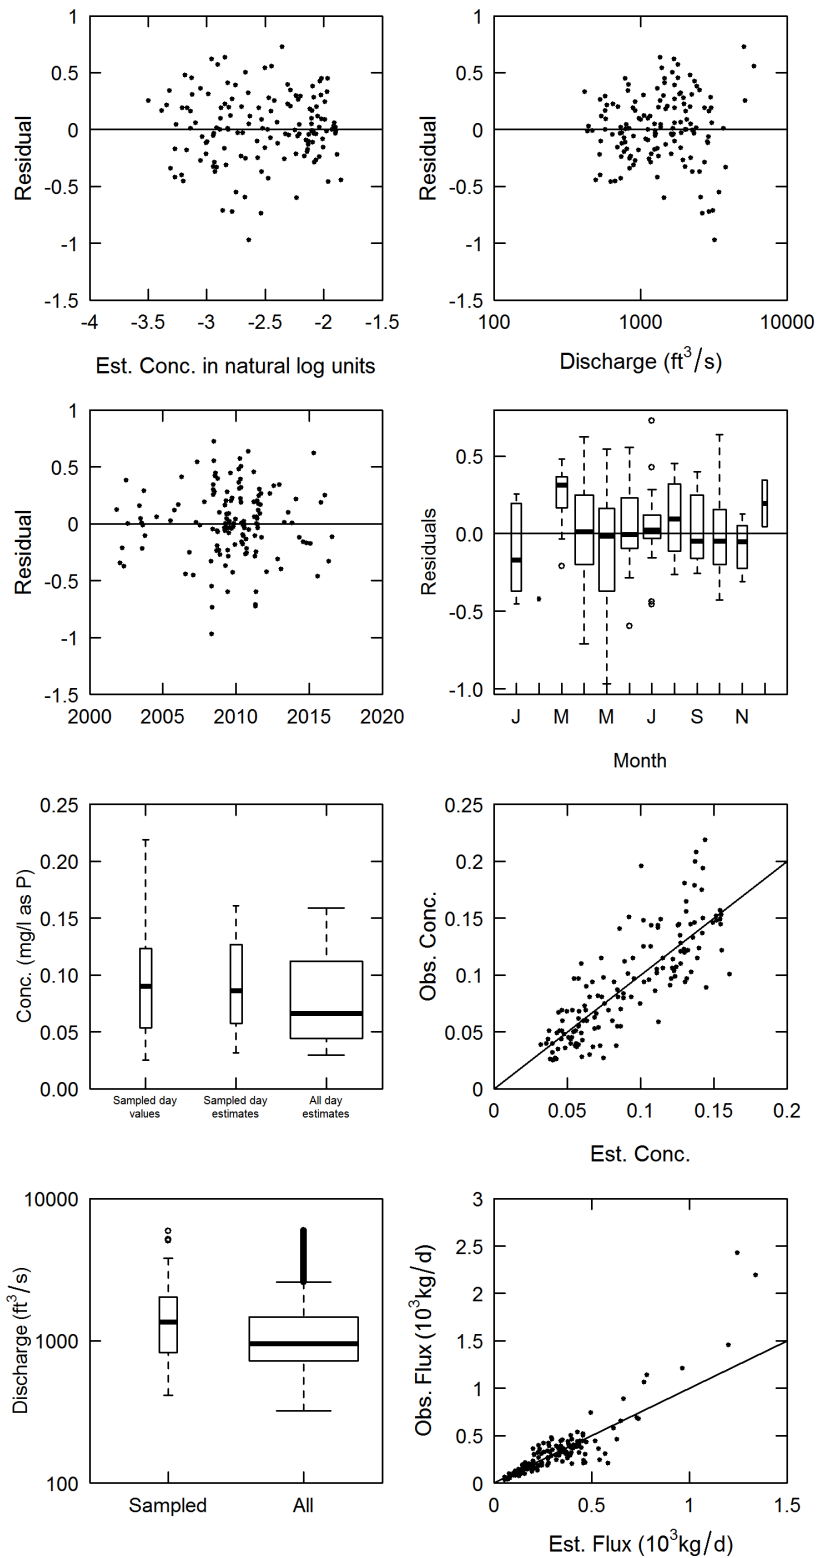 1
0.5
0
-0.5
-1
-1.5
Residual
-4 -3.5 -3 -2.5 -2 -1.5
Est. Conc. in natural log units
1
0.5
0
-0.5
-1
-1.5
Residual
100 1000 10000
Discharge (ft³/s)
1
0.5
0
-0.5
-1
-1.5
Residual
2000 2005 2010 2015 2020
0.5
0.0
-0.5
-1.0
Residuals
J M M J S N
Month
0.25
0.20
0.15
0.10
0.05
0.00
Conc. (mg/l as P)
Sampled day Sampled day All day
values estimates estimates
0.25
0.2
0.15
0.1
0.05
0
Obs. Conc.
0 0.05 0.1 0.15 0.2
Est. Conc.
10000
1000
100
Discharge (ft³/s)
Sampled All
3
2.5
2
1.5
1
0.5
0
Obs. Flux (10³kg/d)
0 0.5 1 1.5
Est. Flux (10³kg/d)